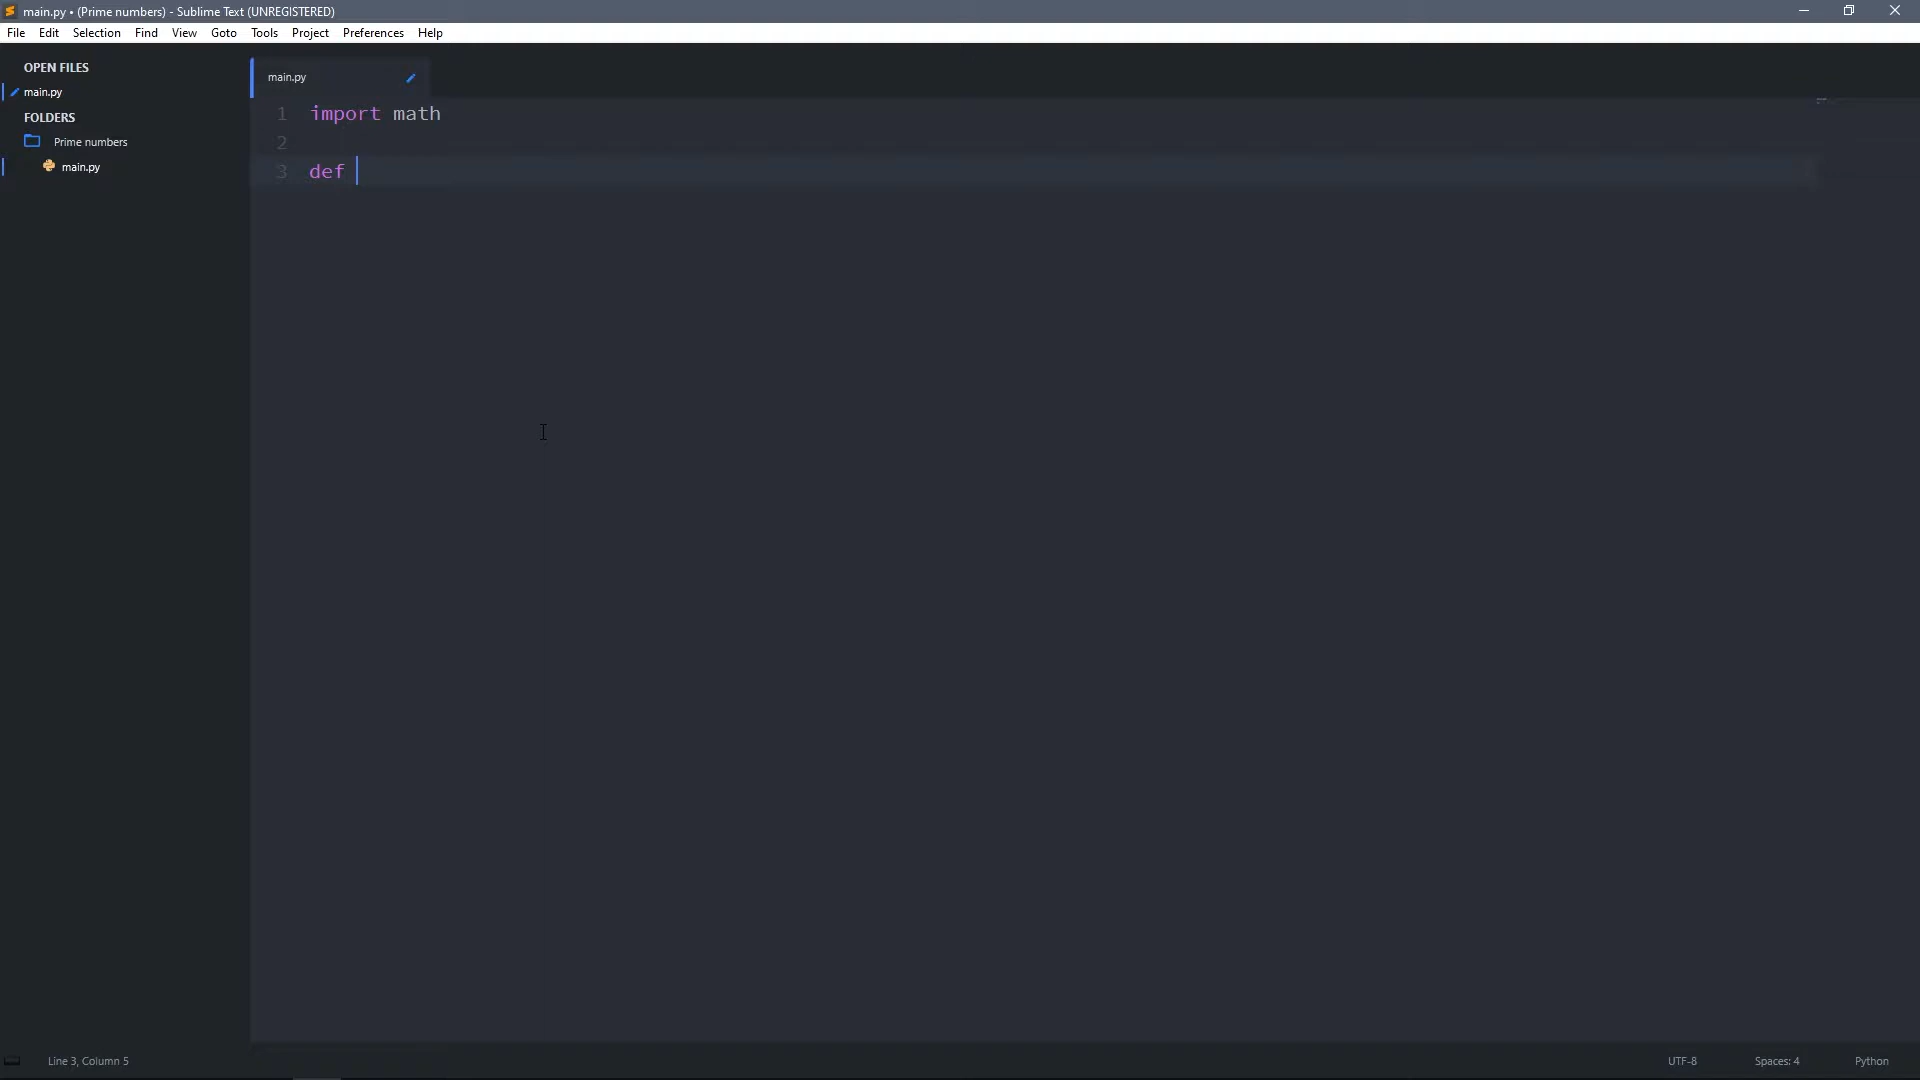 main.py • (Prime numbers) - Sublime Text (UNREGISTERED)
File Edit Selection Find View Goto Tools Project Preferences Help
OPEN FILES
main.py
FOLDERS
Prime numbers
main.py
main.py
1 import math
2
3 def
Line 3, Column 5
UTF-8
Spaces: 4
Python